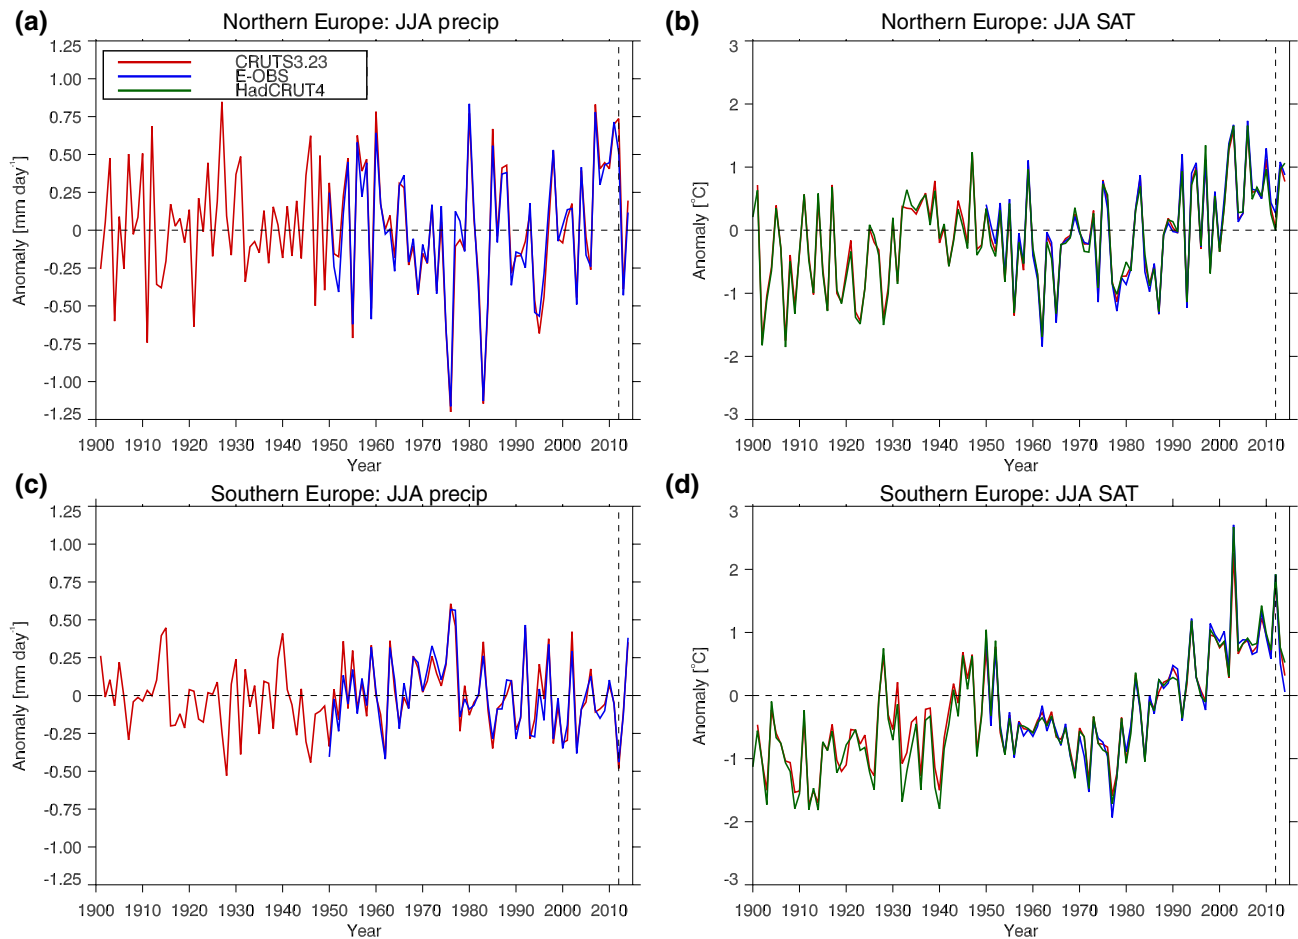 (a) Northern Europe: JJA precip
CRUTS3.23
E-OBS
HadCRUT4
Anomaly [mm day⁻¹]
1.25
1.00
0.75
0.50
0.25
0
-0.25
-0.50
-0.75
-1.00
-1.25
1900 1910 1920 1930 1940 1950 1960 1970 1980 1990 2000 2010
Year
(b) Northern Europe: JJA SAT
Anomaly [°C]
3
2
1
0
-1
-2
-3
1900 1910 1920 1930 1940 1950 1960 1970 1980 1990 2000 2010
Year
(c) Southern Europe: JJA precip
Anomaly [mm day⁻¹]
1.25
1.00
0.75
0.50
0.25
0
-0.25
-0.50
-0.75
-1.00
-1.25
1900 1910 1920 1930 1940 1950 1960 1970 1980 1990 2000 2010
Year
(d) Southern Europe: JJA SAT
Anomaly [°C]
3
2
1
0
-1
-2
-3
1900 1910 1920 1930 1940 1950 1960 1970 1980 1990 2000 2010
Year